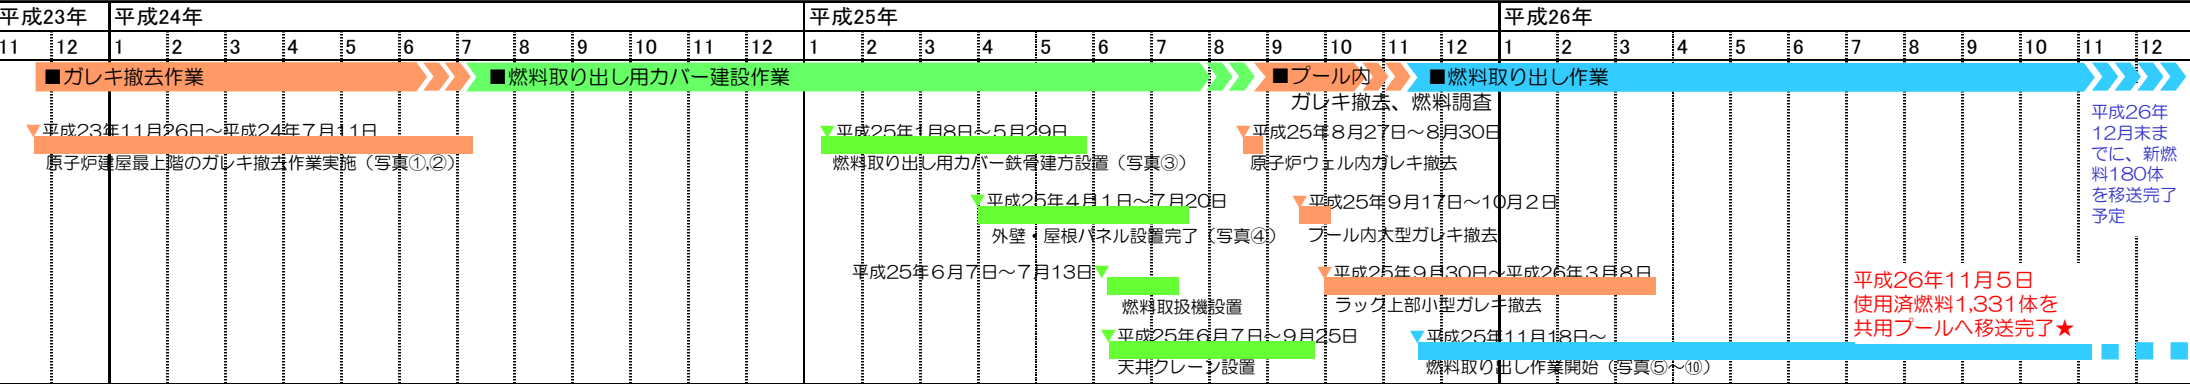 平成23年 平成24年 平成25年 平成26年
11 12 1 2 3 4 5 6 7 8 9 10 11 12 1 2 3 4 5 6 7 8 9 10 11 12 1 2 3 4 5 6 7 8 9 10 11 12
■ガレキ撤去作業
■燃料取り出し用カバー建設作業
■プール内
ガレキ撤去、燃料調査
■燃料取り出し作業
平成23年11月26日～平成24年7月11日
原子炉建屋最上階のガレキ撤去作業実施（写真①,②）
平成25年1月8日～5月29日
燃料取り出し用カバー鉄骨建方設置（写真③）
平成25年8月27日～8月30日
原子炉ウェル内ガレキ撤去
平成25年４月１日～7月20日
外壁・屋根パネル設置完了（写真④）
平成25年９月17日～10月２日
プール内大型ガレキ撤去
平成25年６月７日～7月13日
燃料取扱機設置
平成25年９月30日～平成26年３月８日
ラック上部小型ガレキ撤去
平成25年６月７日～９月25日
天井クレーン設置
平成25年11月18日～
燃料取り出し作業開始（写真⑤～⑩）
平成26年11月５日
使用済燃料1,331体を
共用プールへ移送完了★
平成26年
12月末ま
でに、新燃
料180体
を移送完了
予定